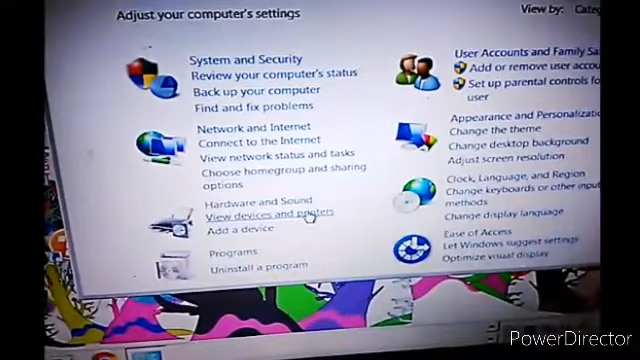 Adjust your computer's settings
View by:
System and Security
Review your computer's status
Back up your computer
Find and fix problems
Network and Internet
Connect to the Internet
View network status and tasks
Choose homegroup and sharing
options
Hardware and Sound
View devices and printers
Add a device
Programs
Uninstall a program
User Accounts and Family Sa
Add or remove user accou
Set up parental controls fo
user
Appearance and Personalizati
Change the theme
Change desktop background
Adjust screen resolution
Clock, Language, and Region
Change keyboards or other input
methods
Change display language
Ease of Access
Let Windows suggest settings
Optimize visual display
PowerDirector